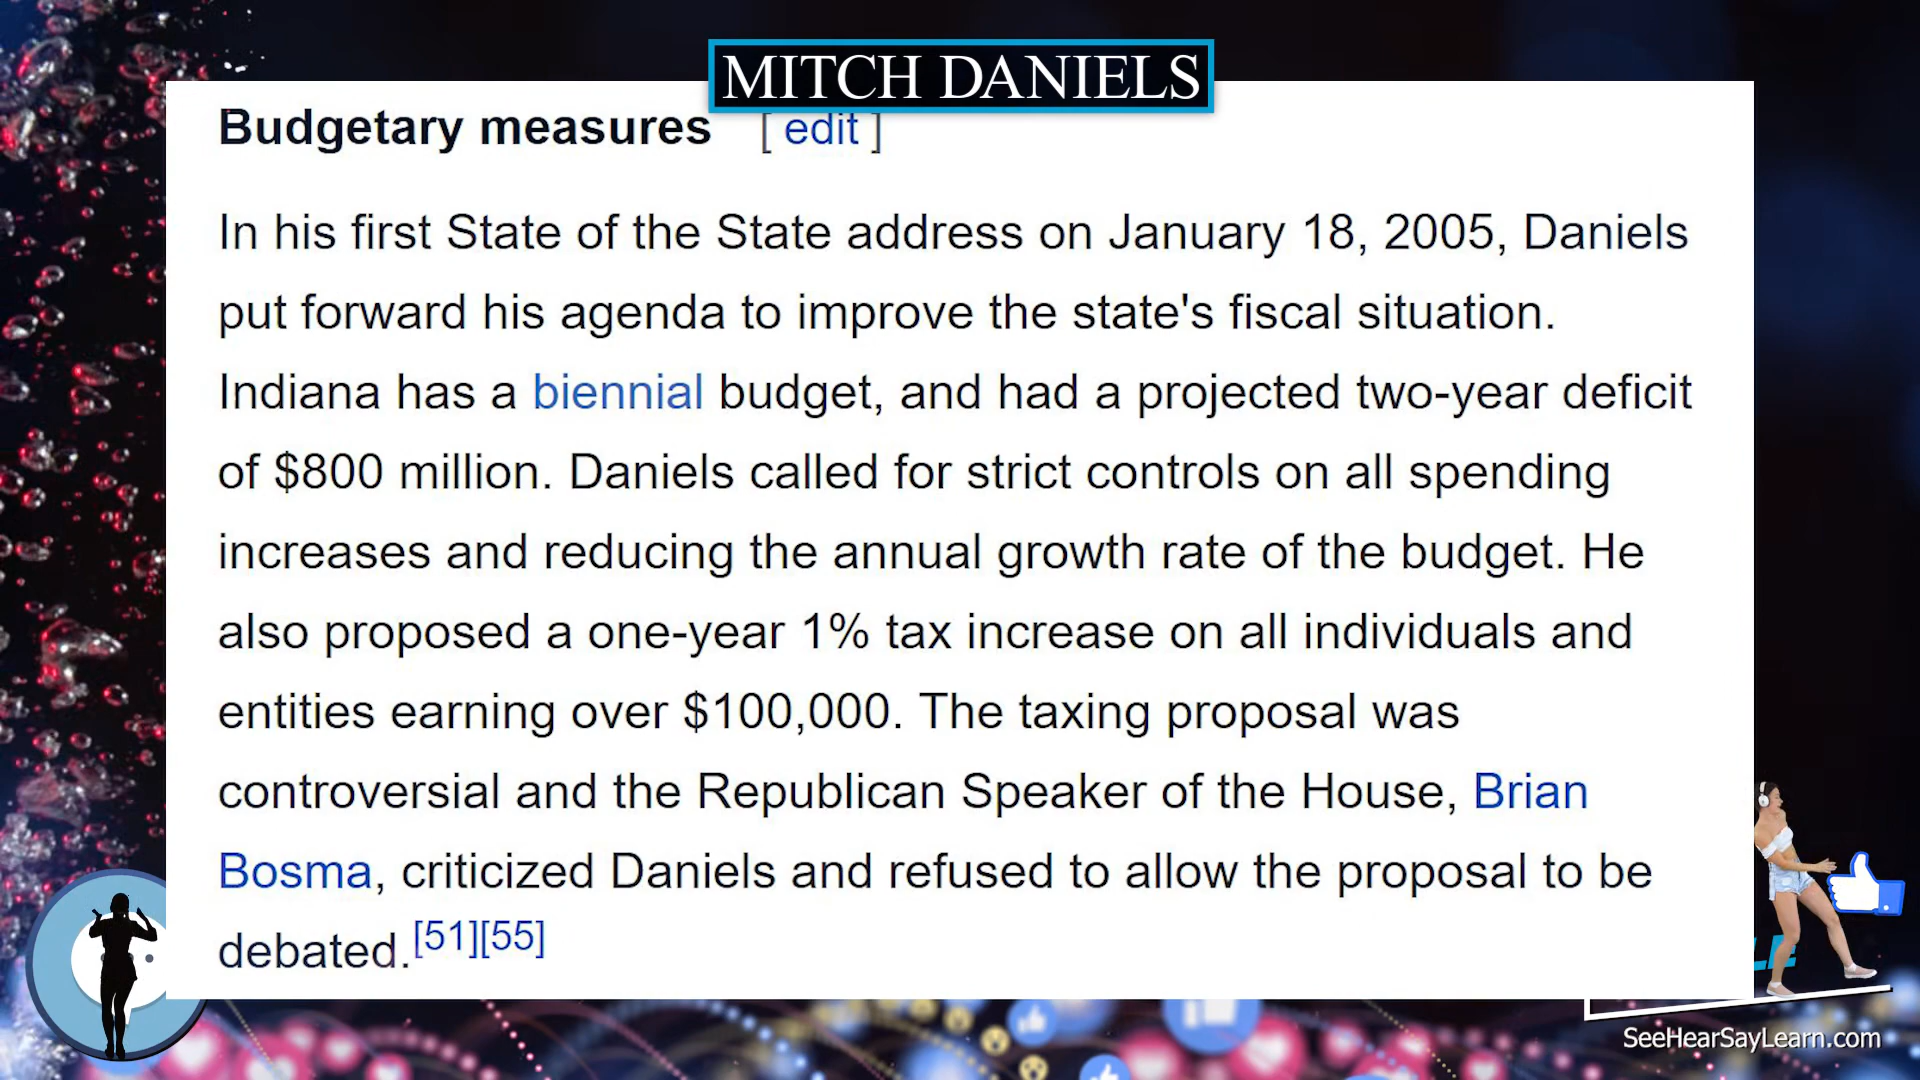 MITCH DANIELS
Budgetary measures [ edit ]
In his first State of the State address on January 18, 2005, Daniels
put forward his agenda to improve the state's fiscal situation.
Indiana has a biennial budget, and had a projected two-year deficit
of $800 million. Daniels called for strict controls on all spending
increases and reducing the annual growth rate of the budget. He
also proposed a one-year 1% tax increase on all individuals and
entities earning over $100,000. The taxing proposal was
controversial and the Republican Speaker of the House, Brian
Bosma, criticized Daniels and refused to allow the proposal to be
debated.[51][55]
LE
SeeHearSayLearn.com